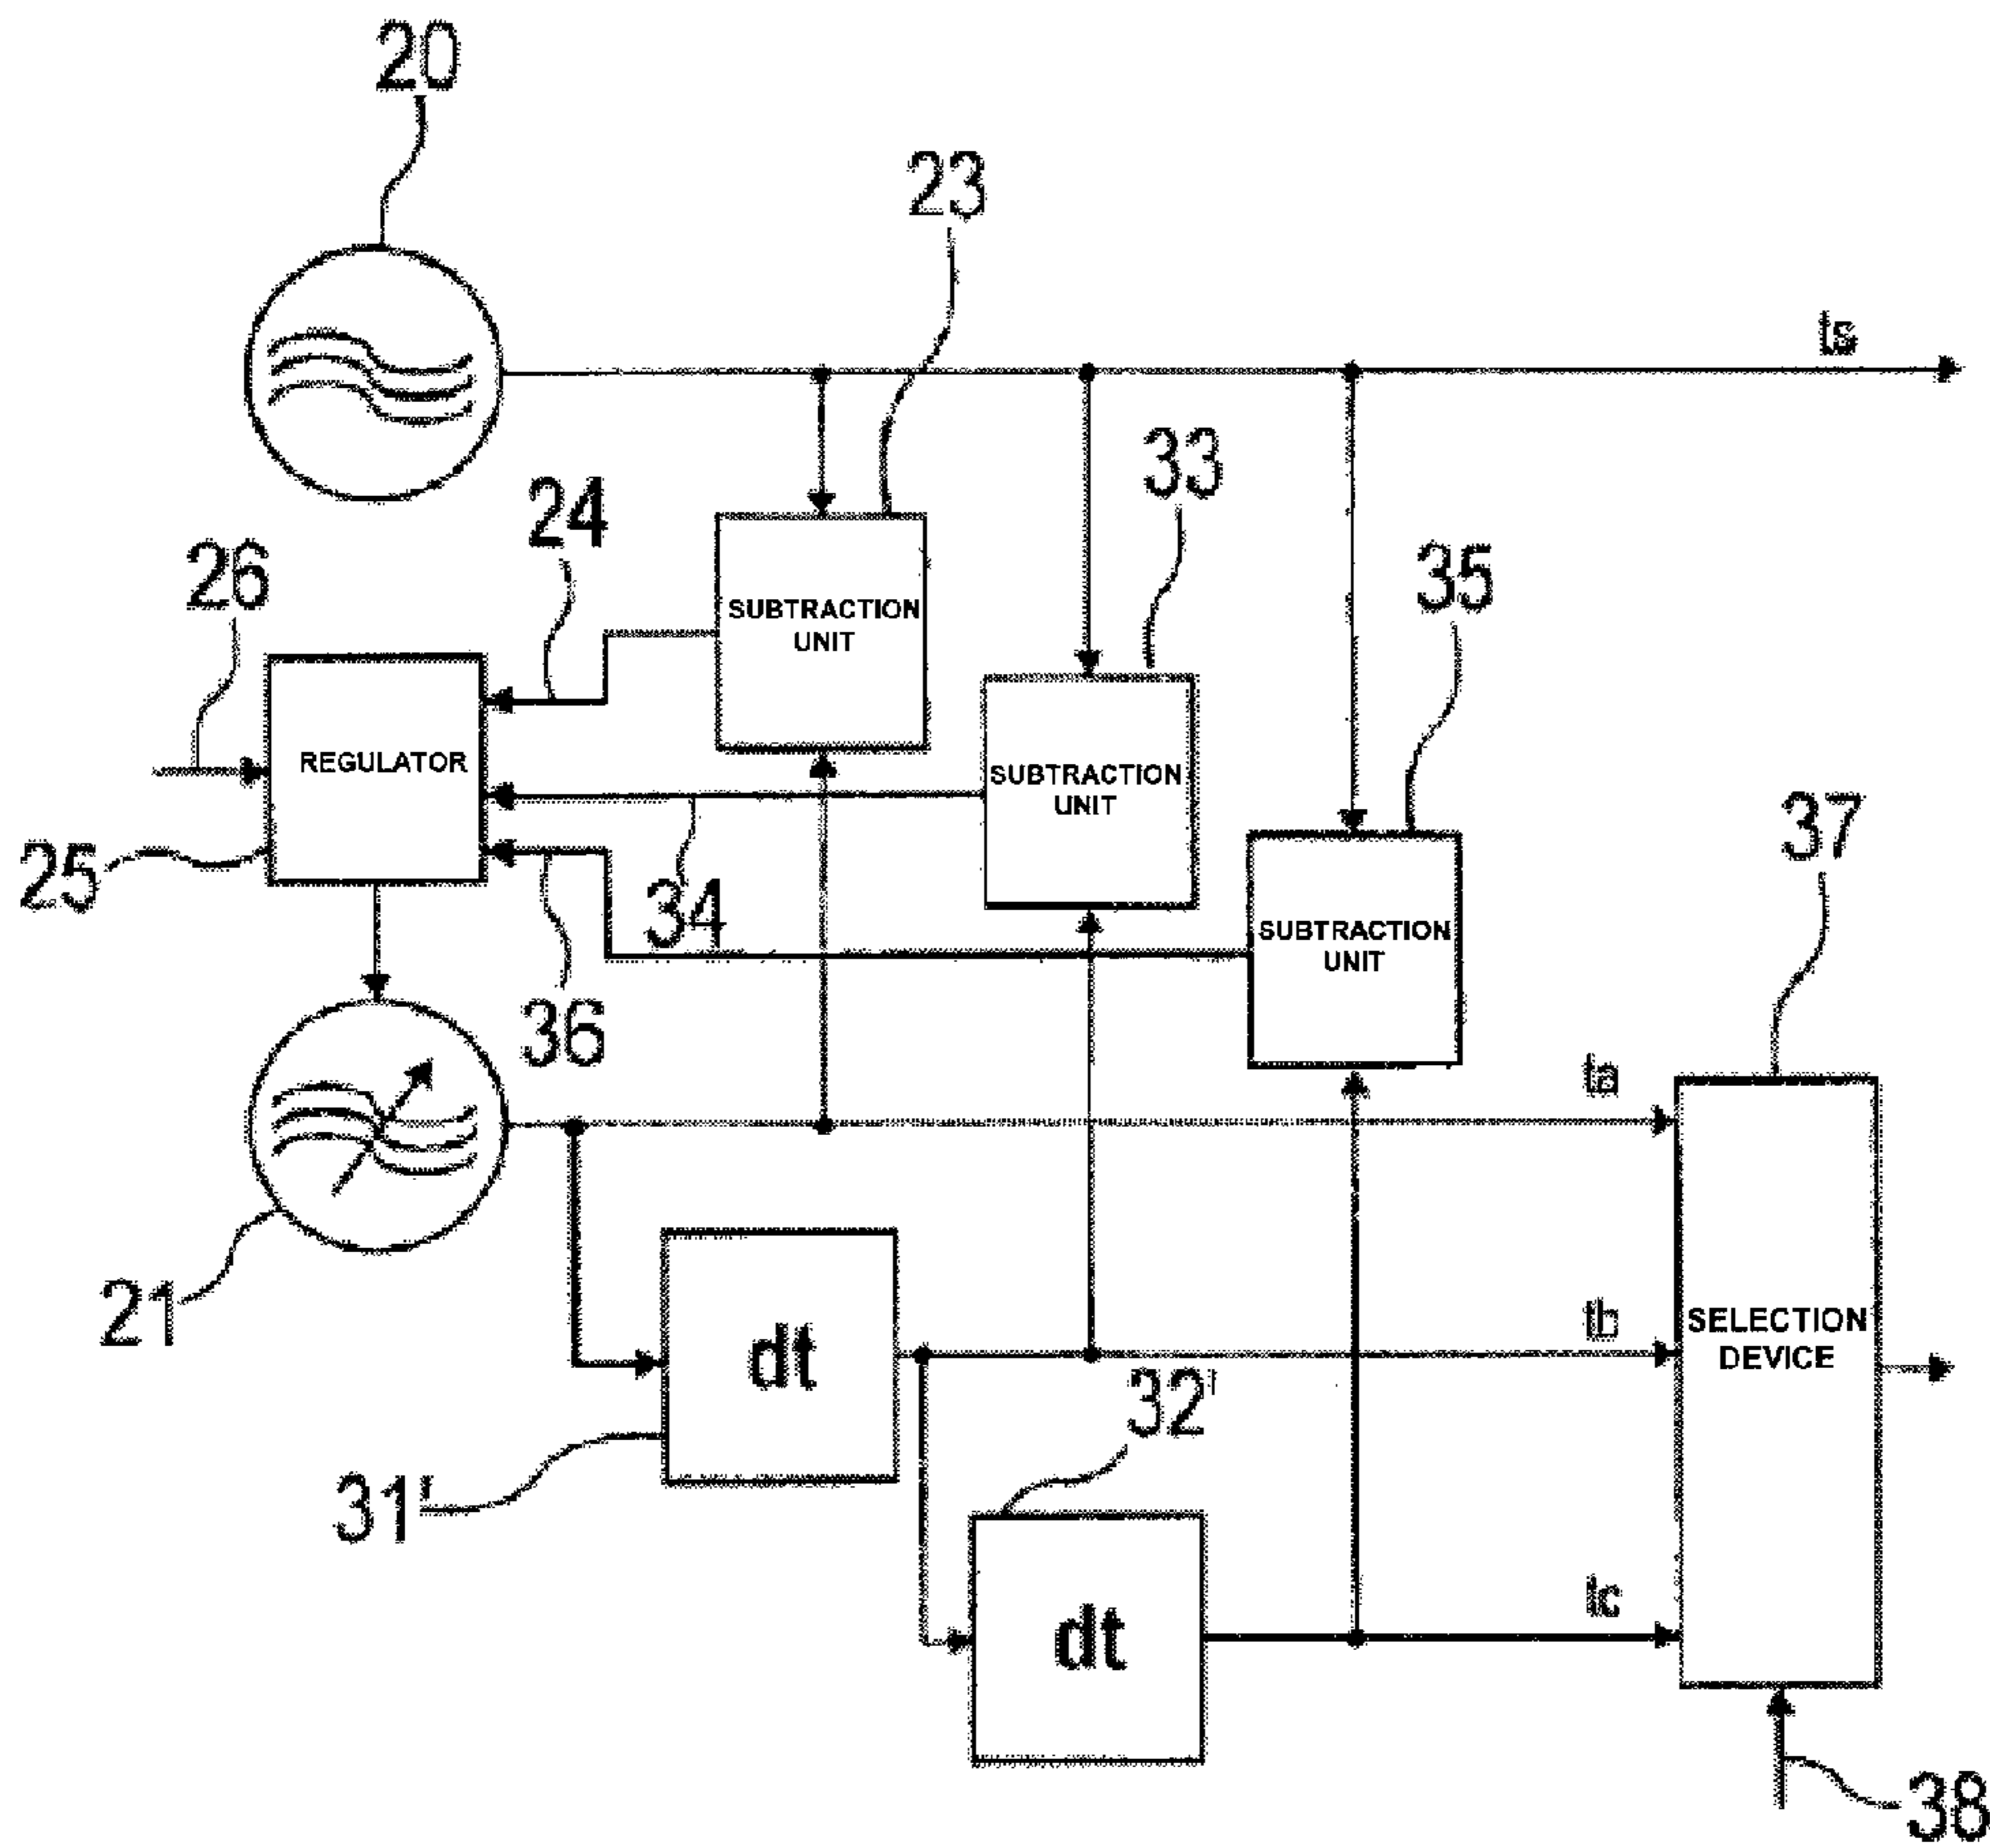 20
23
ts
33
24
35
26
SUBTRACTION
UNIT
REGULATOR
SUBTRACTION
UNIT
37
25
34
SUBTRACTION
UNIT
36
ta
21
tb
SELECTION
DEVICE
dt
32'
31'
tc
dt
38